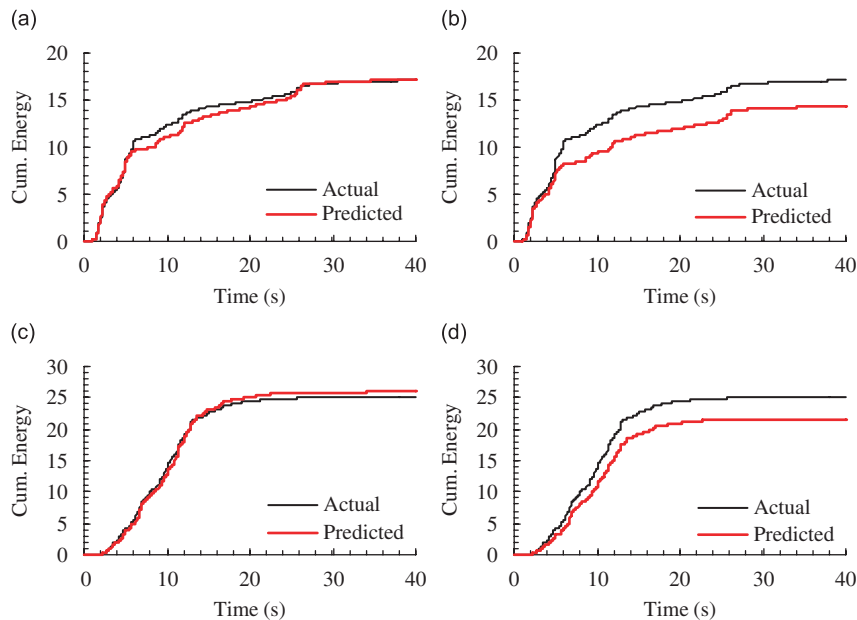 (a)
20
15
10
5
0
Cum. Energy
Actual
Predicted
0 10 20 30 40
Time (s)
(b)
20
15
10
5
0
Cum. Energy
Actual
Predicted
0 10 20 30 40
Time (s)
(c)
30
25
20
15
10
5
0
Cum. Energy
Actual
Predicted
0 10 20 30 40
Time (s)
(d)
30
25
20
15
10
5
0
Cum. Energy
Actual
Predicted
0 10 20 30 40
Time (s)